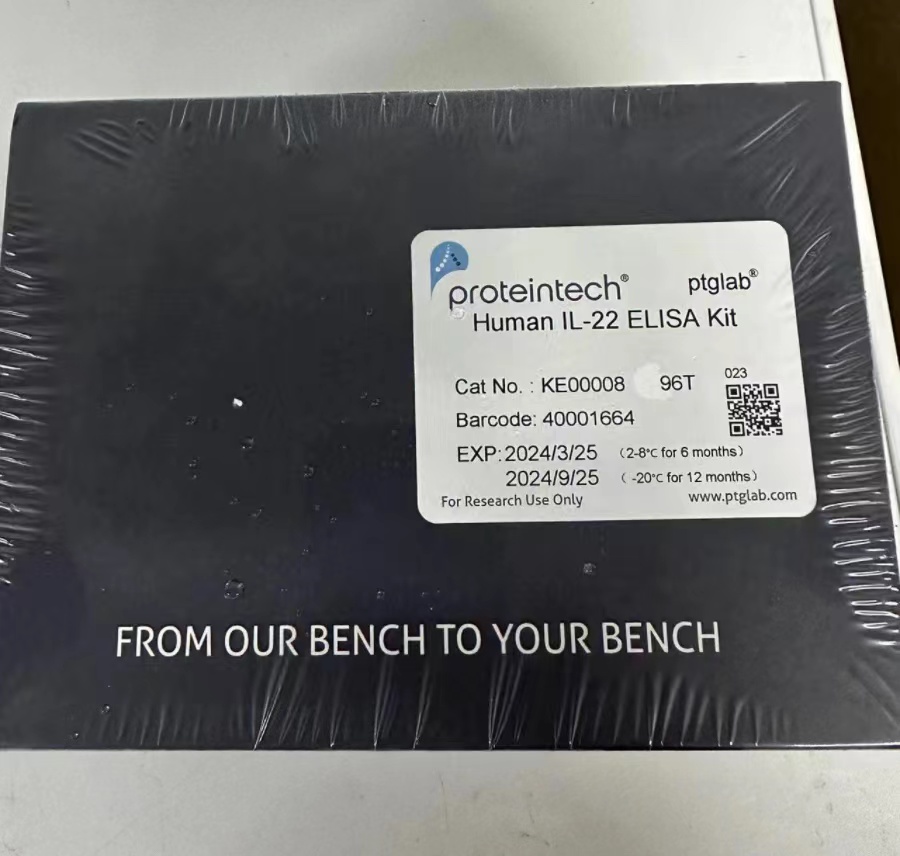 proteintech® ptglab®
Human IL-22 ELISA Kit
Cat No. : KE00008 96T 023
Barcode: 40001664
EXP: 2024/3/25 (2-8℃ for 6 months)
2024/9/25 ( -20℃ for 12 months)
For Research Use Only www.ptglab.com
FROM OUR BENCH TO YOUR BENCH